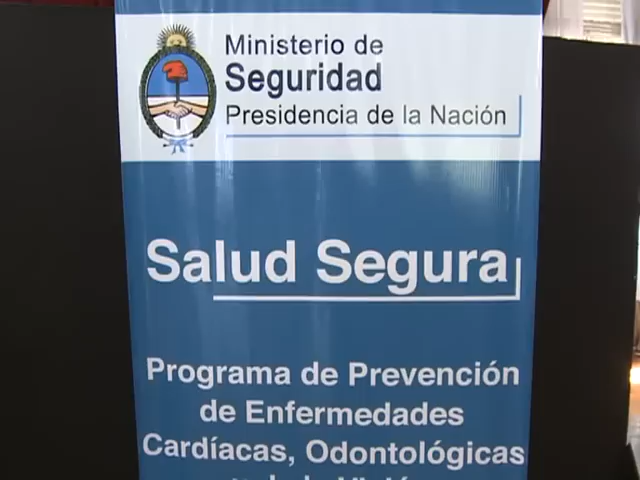 Ministerio de
Seguridad
Presidencia de la Nación
Salud Segura
Programa de Prevención
de Enfermedades
Cardíacas, Odontológicas